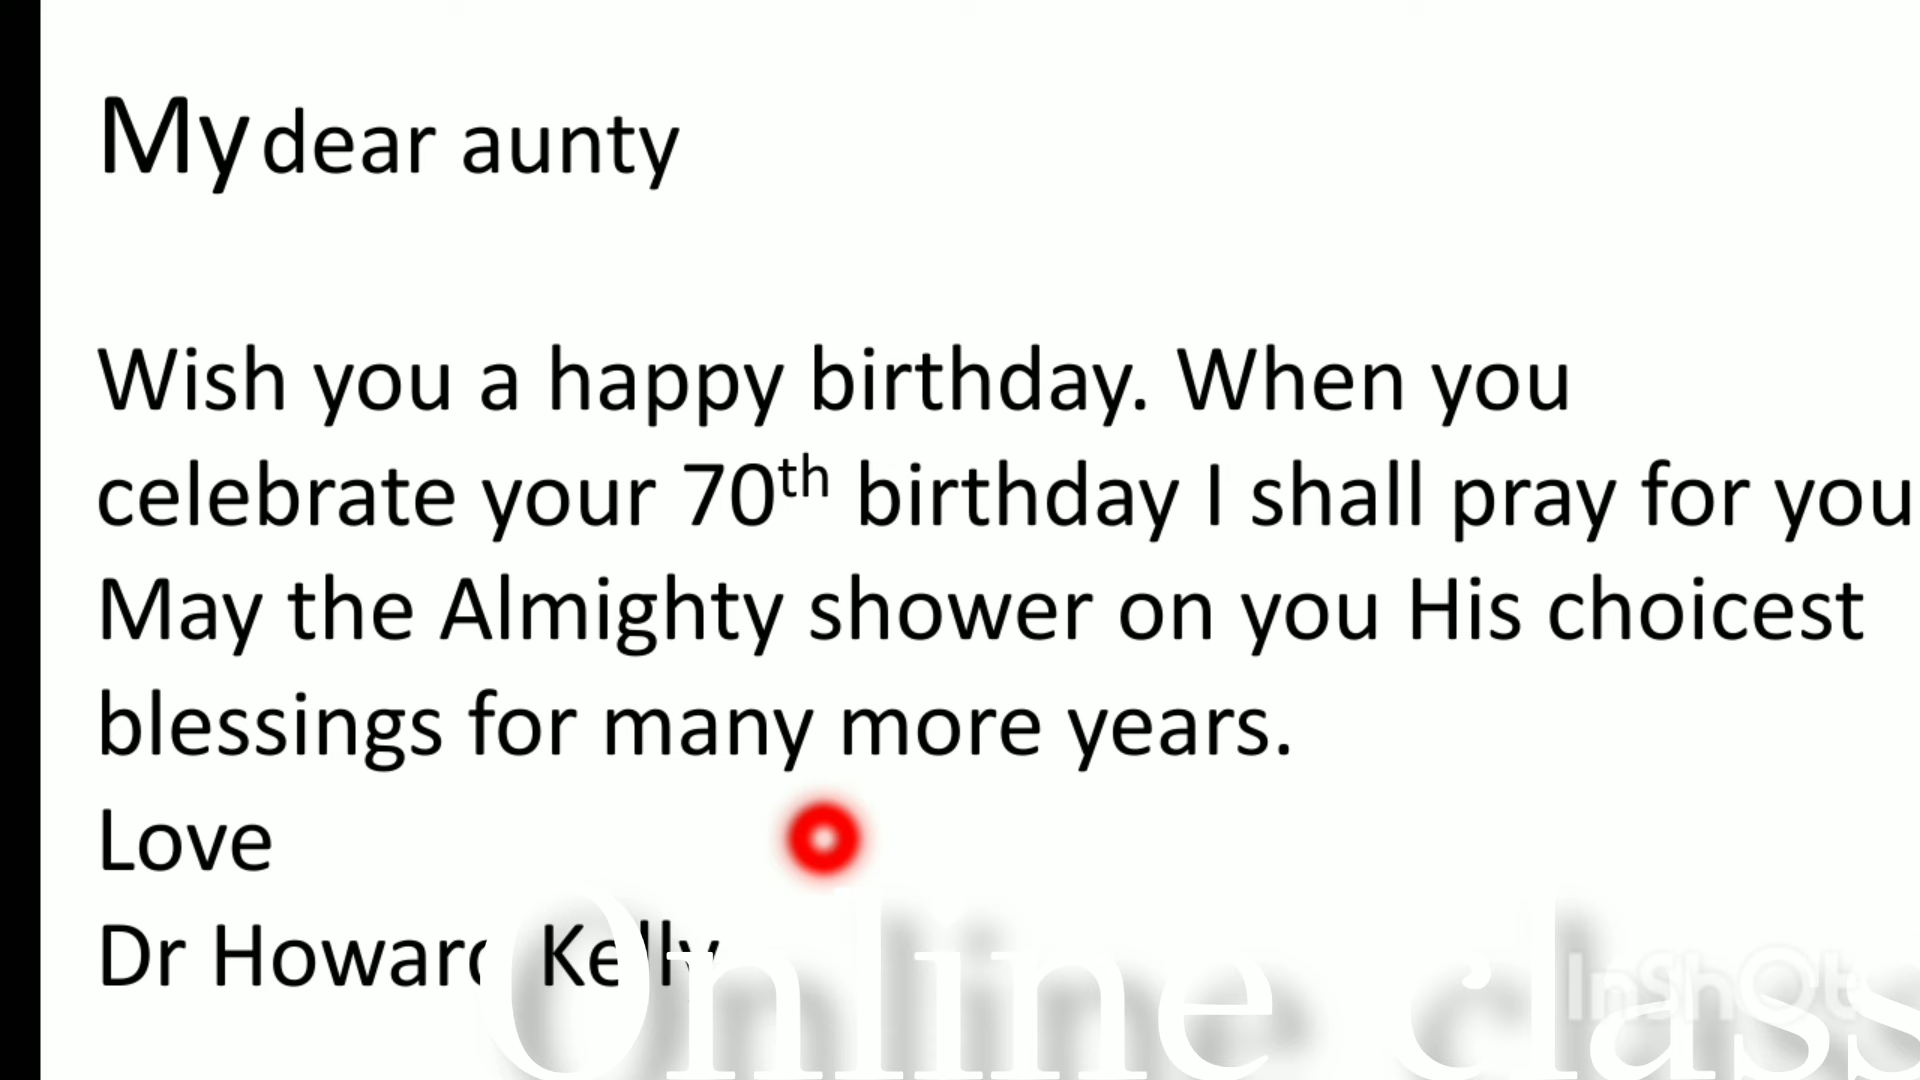 My dear aunty
Wish you a happy birthday. When you
celebrate your 70th birthday I shall pray for you
May the Almighty shower on you His choicest
blessings for many more years.
Love
Dr Howard Kelly
Online class
InShOt